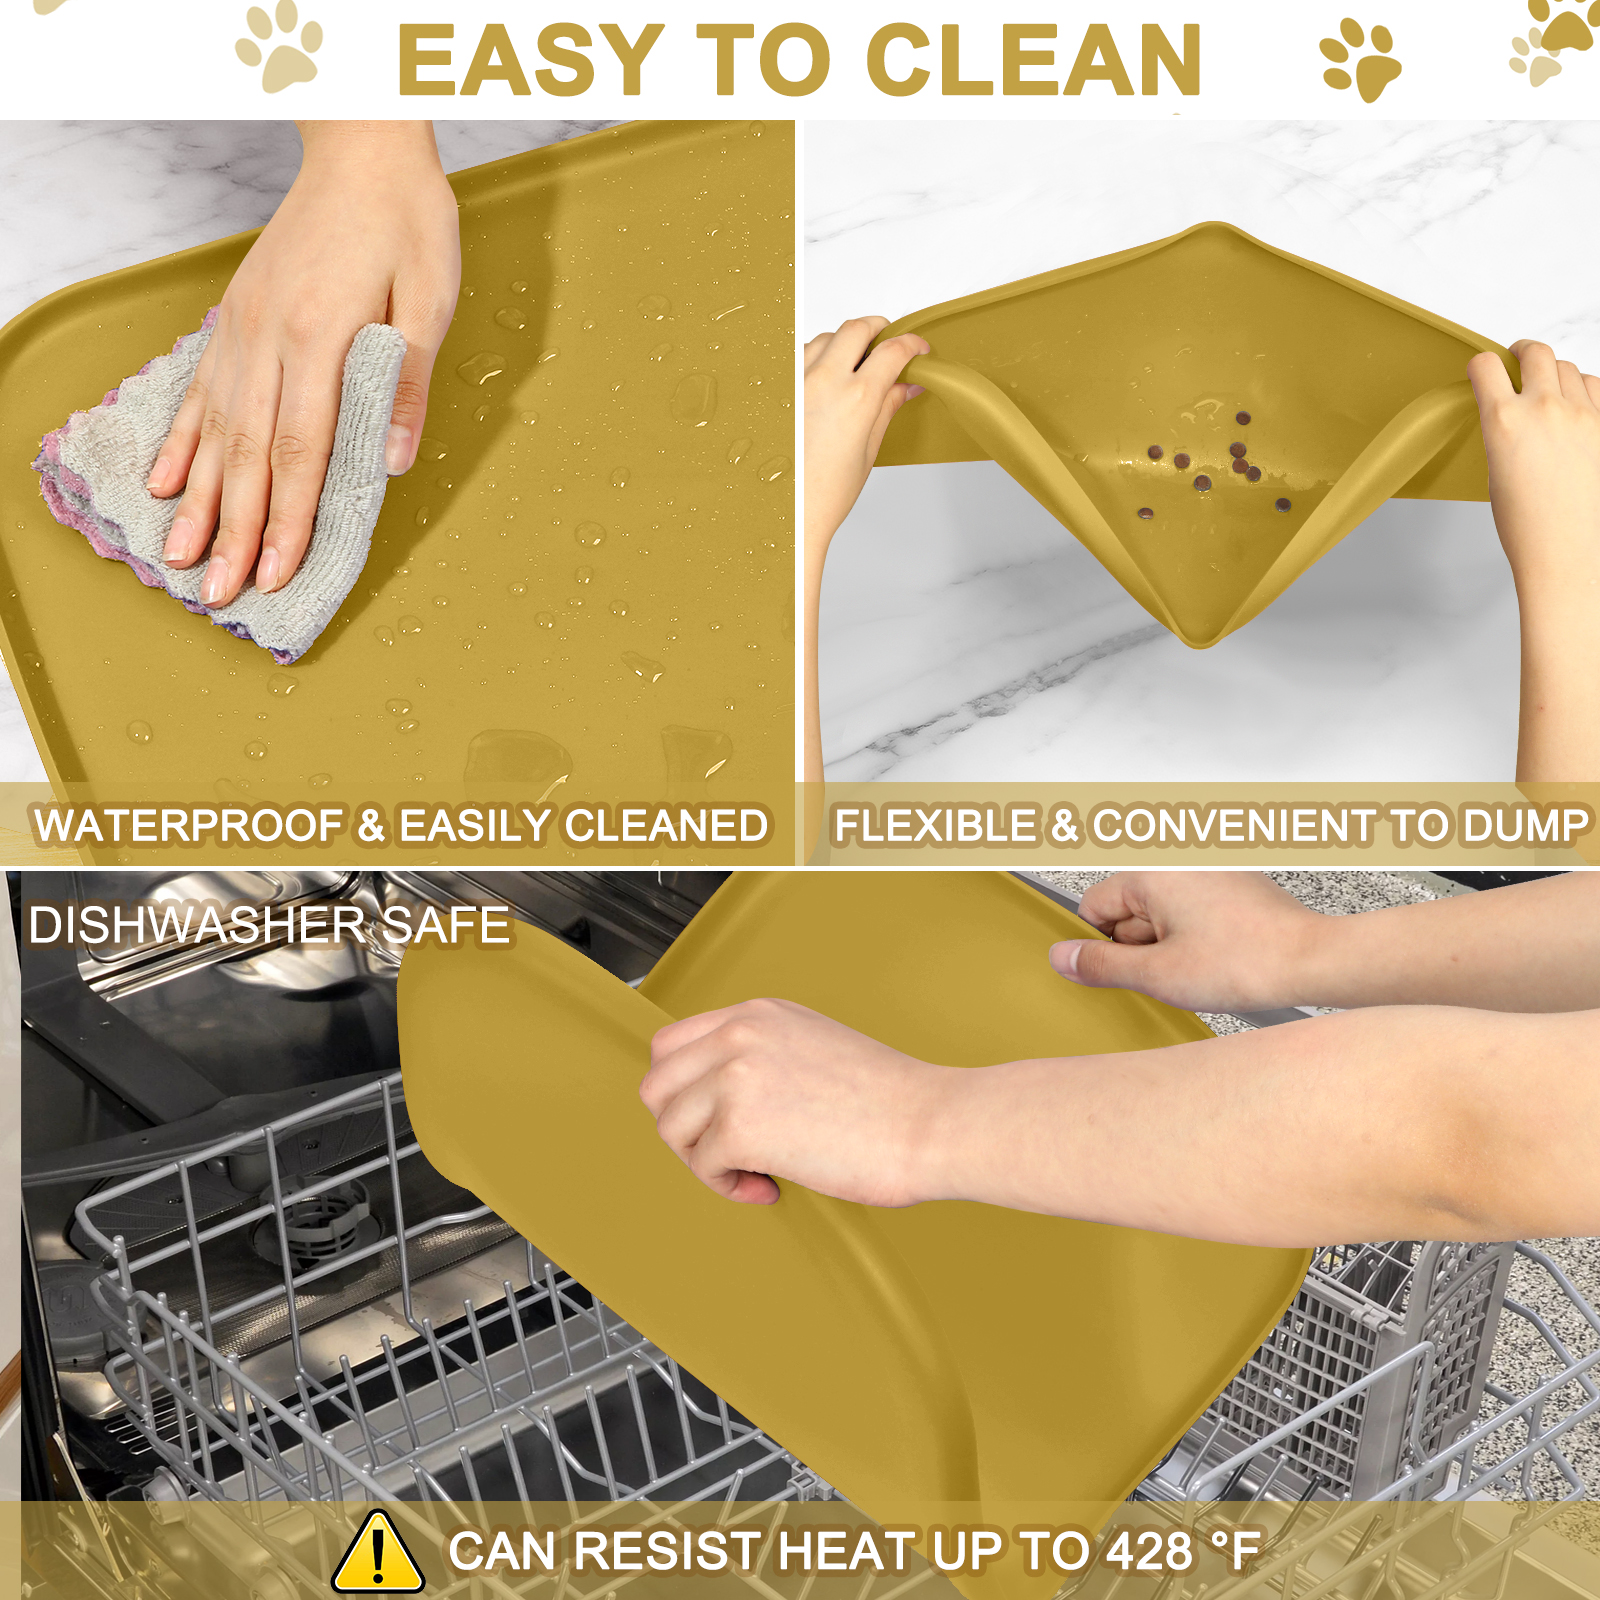 EASY TO CLEAN
WATERPROOF & EASILY CLEANED
FLEXIBLE & CONVENIENT TO DUMP
DISHWASHER SAFE
CAN RESIST HEAT UP TO 428 °F